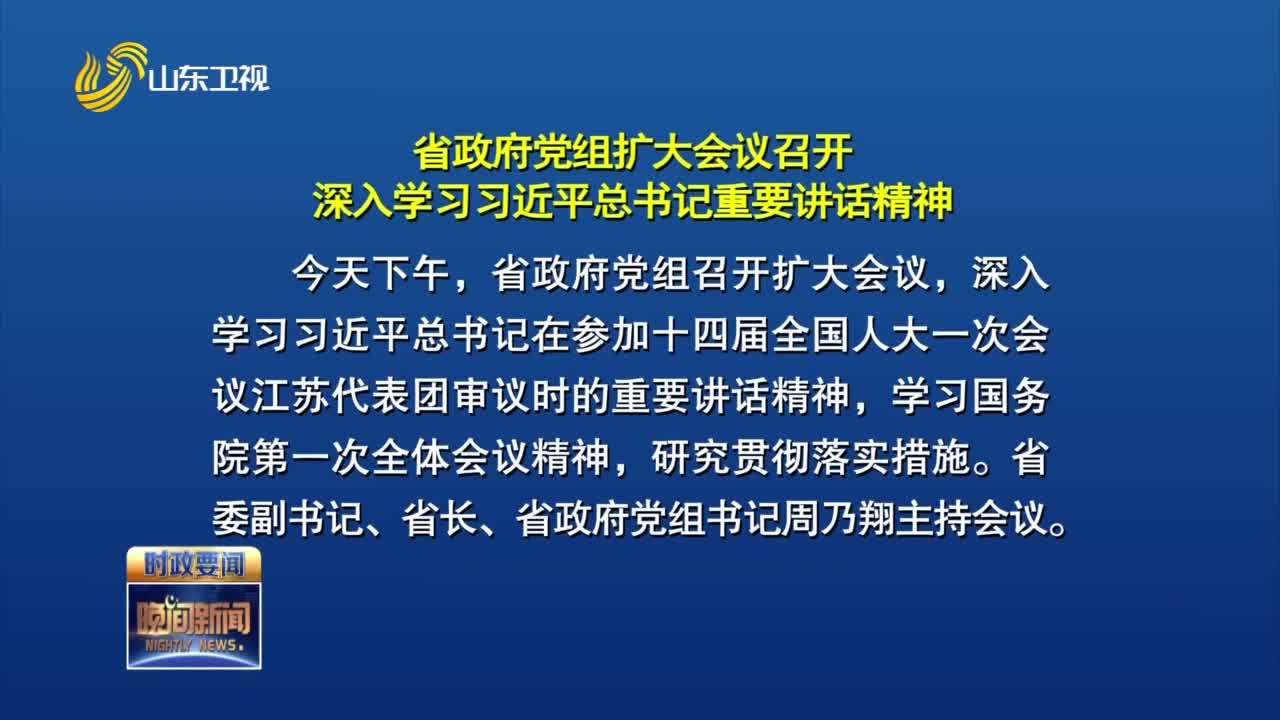 山东卫视
省政府党组扩大会议召开
深入学习习近平总书记重要讲话精神
今天下午，省政府党组召开扩大会议，深入
学习习近平总书记在参加十四届全国人大一次会
议江苏代表团审议时的重要讲话精神，学习国务
院第一次全体会议精神，研究贯彻落实措施。省
委副书记、省长、省政府党组书记周乃翔主持会议。
时政要闻
晚间新闻
NIGHTLY NEWS.